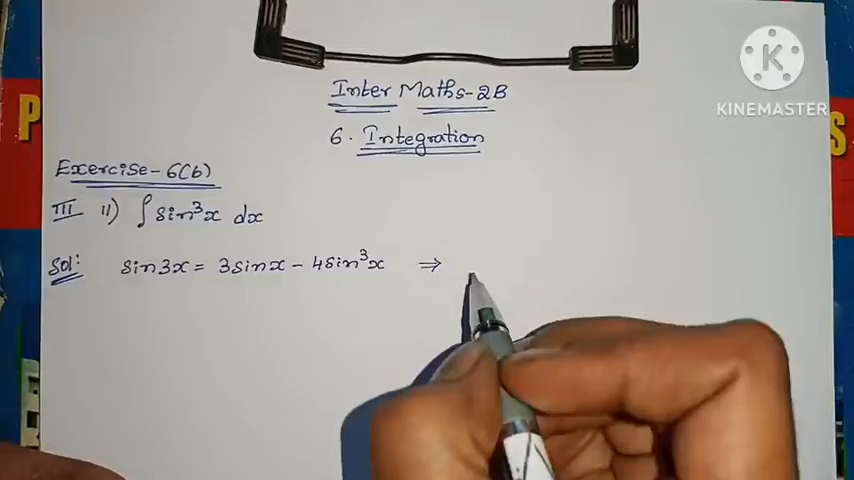 KINEMASTER
Inter Maths-2B
6. Integration
Exercise-6(b)
III 11) ∫ sin³x dx
Sol: sin3x = 3sinx - 4sin³x ⇒